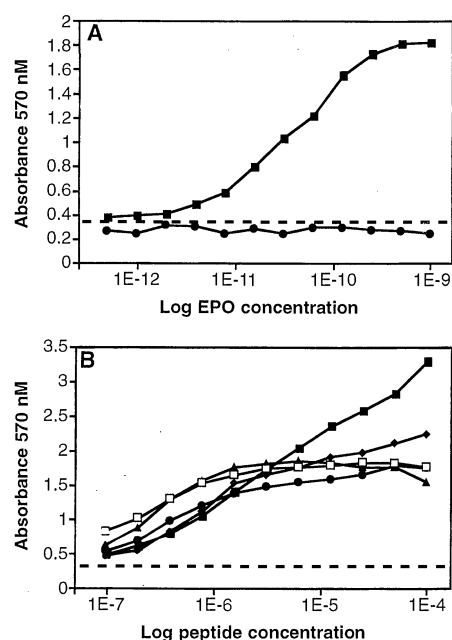 A
Absorbance 570 nM
2
1.8
1.6
1.4
1.2
1
0.8
0.6
0.4
0.2
0
1E-12 1E-11 1E-10 1E-9
Log EPO concentration
B
Absorbance 570 nM
3.5
3
2.5
2
1.5
1
0.5
0
1E-7 1E-6 1E-5 1E-4
Log peptide concentration